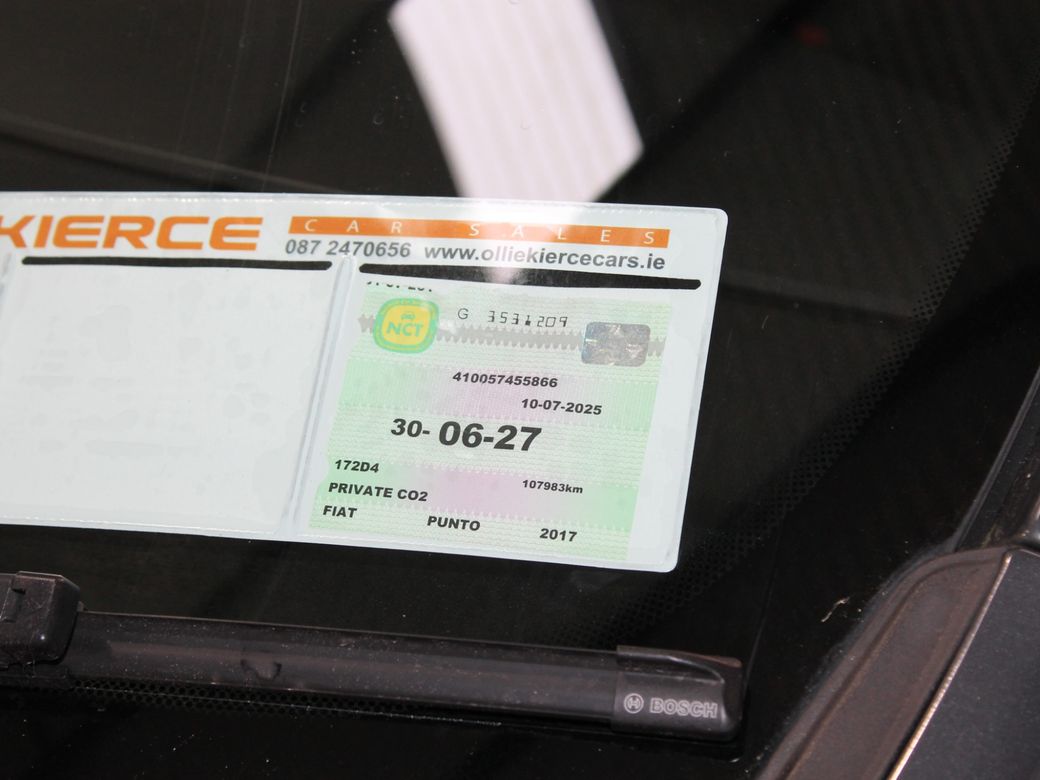 KIERCE
CAR SALES
087 2470656 www.olliekiercecars.ie
NCT
G 3531209
410057455866
10-07-2025
30-06-27
172D4
107983km
PRIVATE CO2
FIAT PUNTO 2017
BOSCH